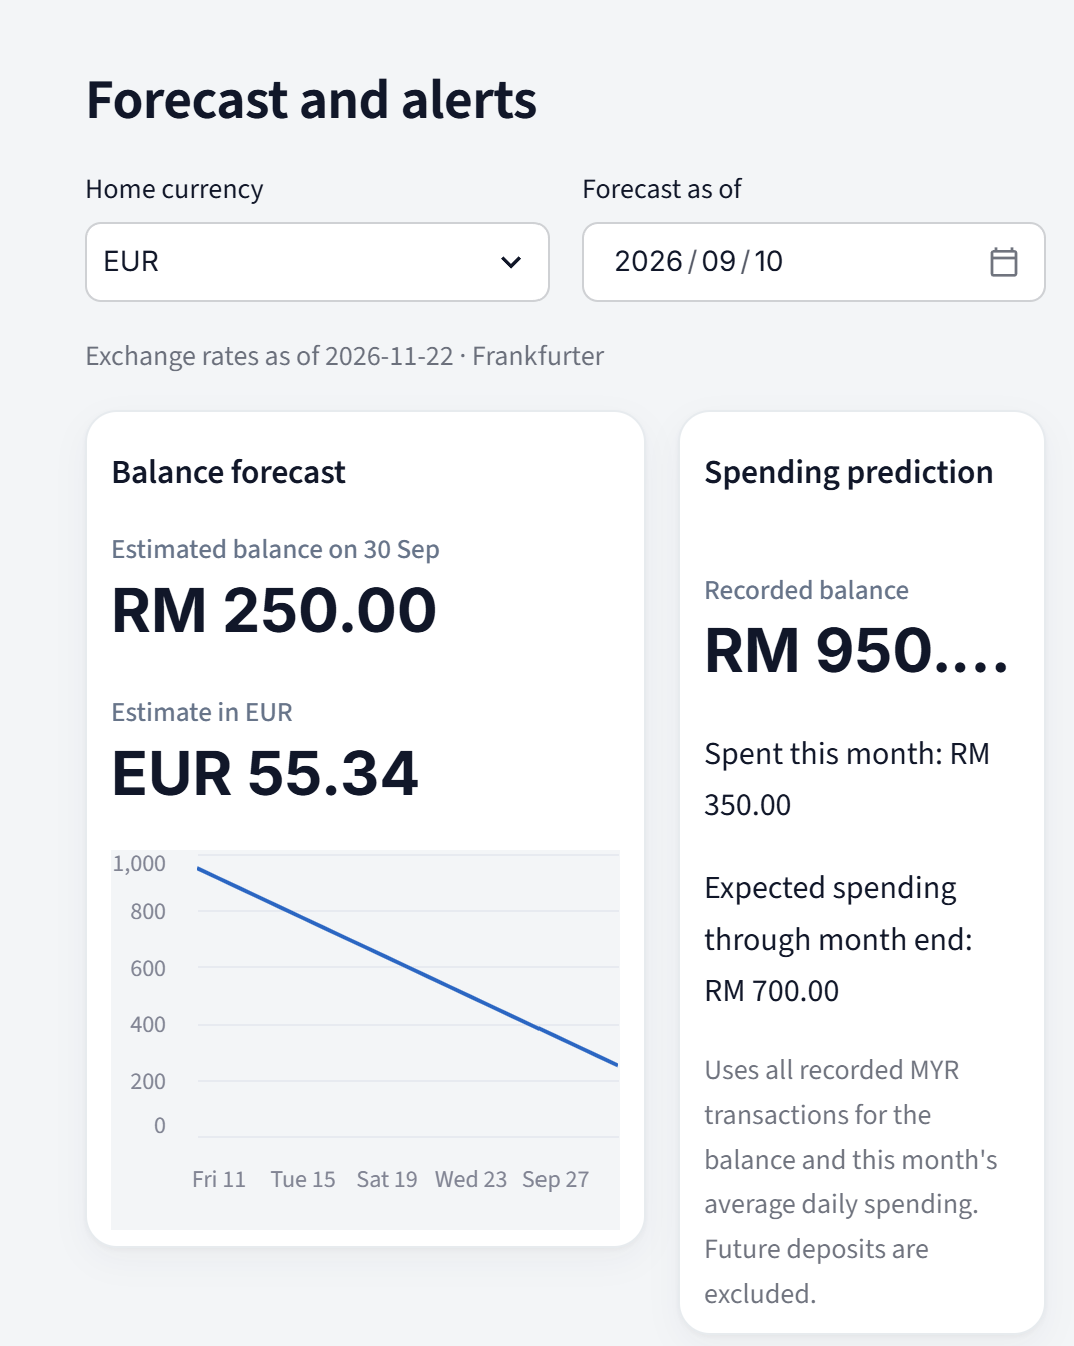 Forecast and alerts
Home currency
Forecast as of
EUR
2026/09/10
Exchange rates as of 2026-11-22 · Frankfurter
Balance forecast
Estimated balance on 30 Sep
RM 250.00
Estimate in EUR
EUR 55.34
1,000
800
600
400
200
0
Fri 11 Tue 15 Sat 19 Wed 23 Sep 27
Spending prediction
Recorded balance
RM 950....
Spent this month: RM
350.00
Expected spending
through month end:
RM 700.00
Uses all recorded MYR
transactions for the
balance and this month's
average daily spending.
Future deposits are
excluded.